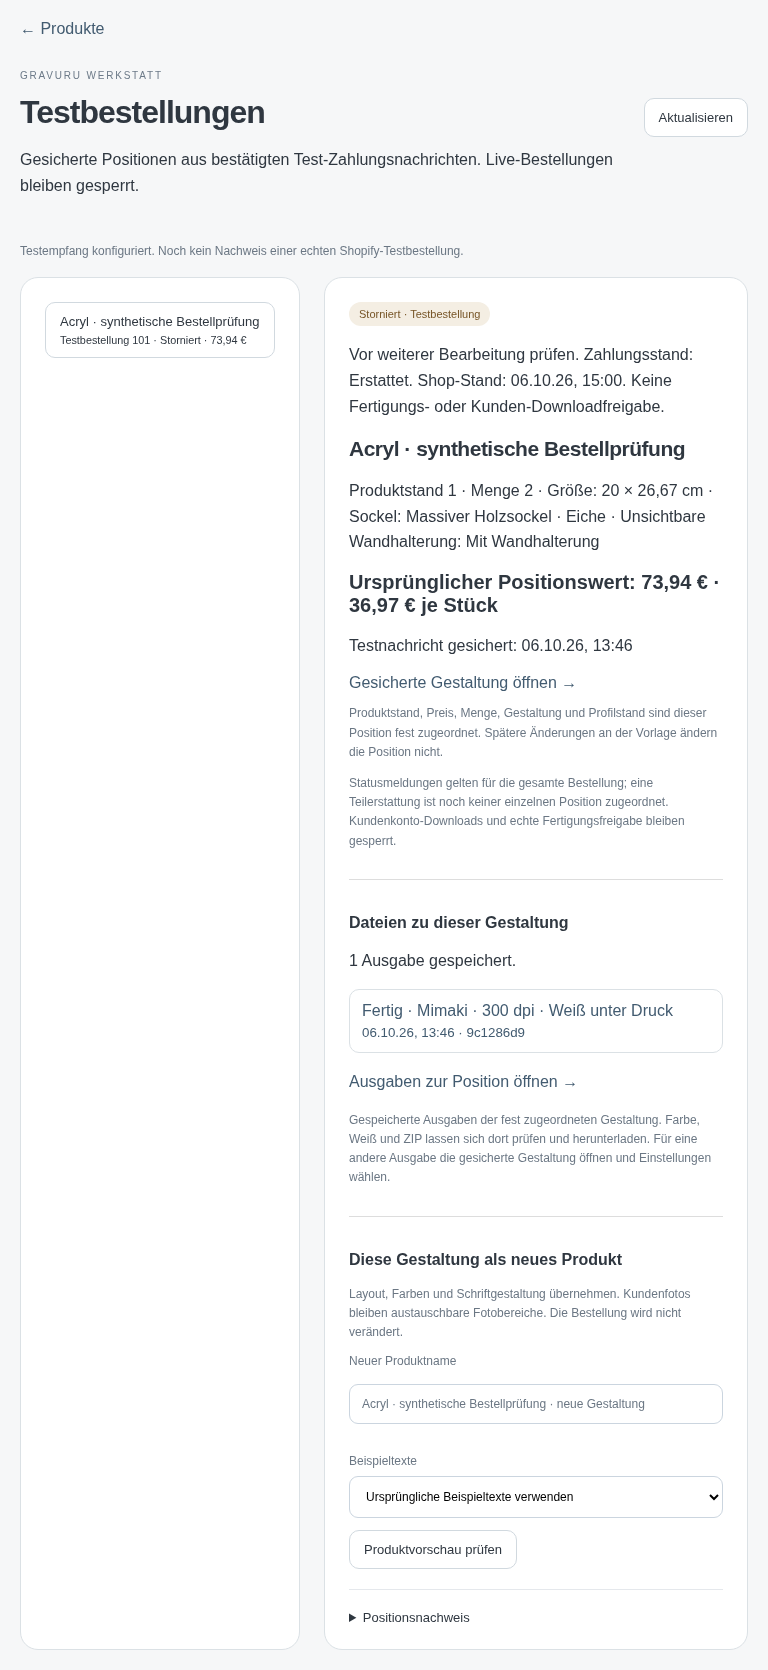 ← Produkte
GRAVURU WERKSTATT
Testbestellungen
Aktualisieren
Gesicherte Positionen aus bestätigten Test-Zahlungsnachrichten. Live-Bestellungen
bleiben gesperrt.
Testempfang konfiguriert. Noch kein Nachweis einer echten Shopify-Testbestellung.
Acryl · synthetische Bestellprüfung
Testbestellung 101 · Storniert · 73,94 €
Storniert · Testbestellung
Vor weiterer Bearbeitung prüfen. Zahlungsstand:
Erstattet. Shop-Stand: 06.10.26, 15:00. Keine
Fertigungs- oder Kunden-Downloadfreigabe.
Acryl · synthetische Bestellprüfung
Produktstand 1 · Menge 2 · Größe: 20 × 26,67 cm ·
Sockel: Massiver Holzsockel · Eiche · Unsichtbare
Wandhalterung: Mit Wandhalterung
Ursprünglicher Positionswert: 73,94 € ·
36,97 € je Stück
Testnachricht gesichert: 06.10.26, 13:46
Gesicherte Gestaltung öffnen →
Produktstand, Preis, Menge, Gestaltung und Profilstand sind dieser
Position fest zugeordnet. Spätere Änderungen an der Vorlage ändern
die Position nicht.
Statusmeldungen gelten für die gesamte Bestellung; eine
Teilerstattung ist noch keiner einzelnen Position zugeordnet.
Kundenkonto-Downloads und echte Fertigungsfreigabe bleiben
gesperrt.
Dateien zu dieser Gestaltung
1 Ausgabe gespeichert.
Fertig · Mimaki · 300 dpi · Weiß unter Druck
06.10.26, 13:46 · 9c1286d9
Ausgaben zur Position öffnen →
Gespeicherte Ausgaben der fest zugeordneten Gestaltung. Farbe,
Weiß und ZIP lassen sich dort prüfen und herunterladen. Für eine
andere Ausgabe die gesicherte Gestaltung öffnen und Einstellungen
wählen.
Diese Gestaltung als neues Produkt
Layout, Farben und Schriftgestaltung übernehmen. Kundenfotos
bleiben austauschbare Fotobereiche. Die Bestellung wird nicht
verändert.
Neuer Produktname
Acryl · synthetische Bestellprüfung · neue Gestaltung
Beispieltexte
Ursprüngliche Beispieltexte verwenden
Produktvorschau prüfen
▶ Positionsnachweis